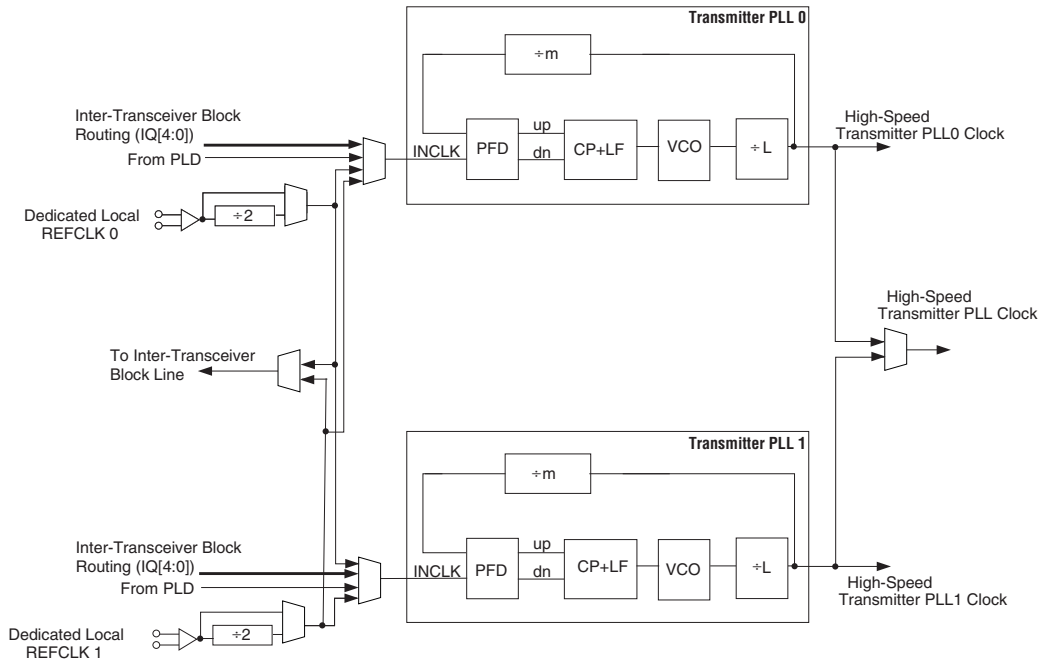 Transmitter PLL 0
÷m
Inter-Transceiver Block
Routing (IQ[4:0])
From PLD
INCLK
PFD
up
dn
CP+LF
VCO
÷L
High-Speed
Transmitter PLL0 Clock
Dedicated Local
REFCLK 0
÷2
High-Speed
Transmitter PLL Clock
To Inter-Transceiver
Block Line
Transmitter PLL 1
÷m
Inter-Transceiver Block
Routing (IQ[4:0])
From PLD
INCLK
PFD
up
dn
CP+LF
VCO
÷L
High-Speed
Transmitter PLL1 Clock
Dedicated Local
REFCLK 1
÷2